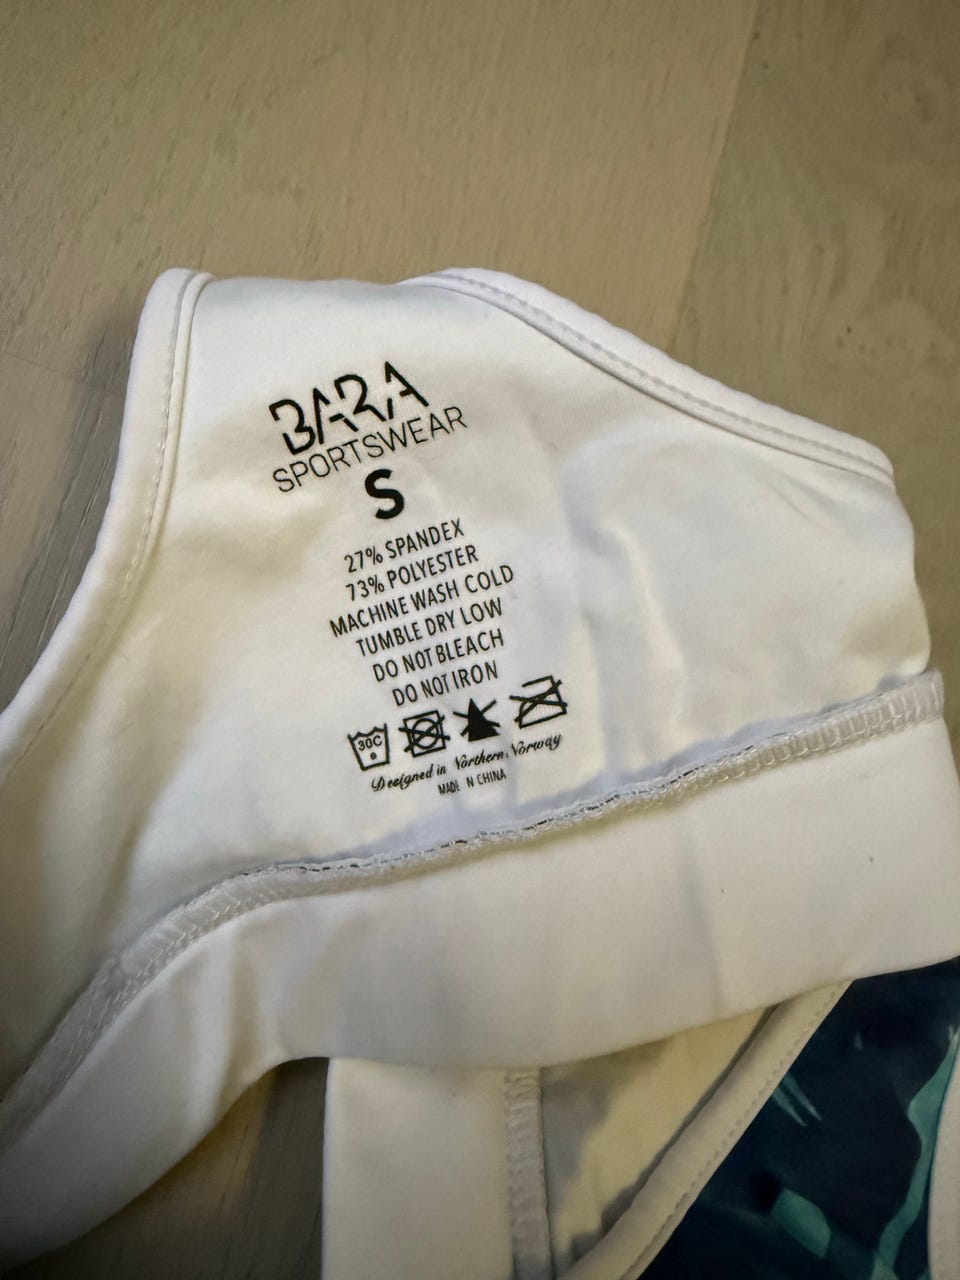 BARA
SPORTSWEAR
S
27% SPANDEX
73% POLYESTER
MACHINE WASH COLD
TUMBLE DRY LOW
DO NOT BLEACH
DO NOT IRON
30C
Designed in Northern Norway
MADE IN CHINA